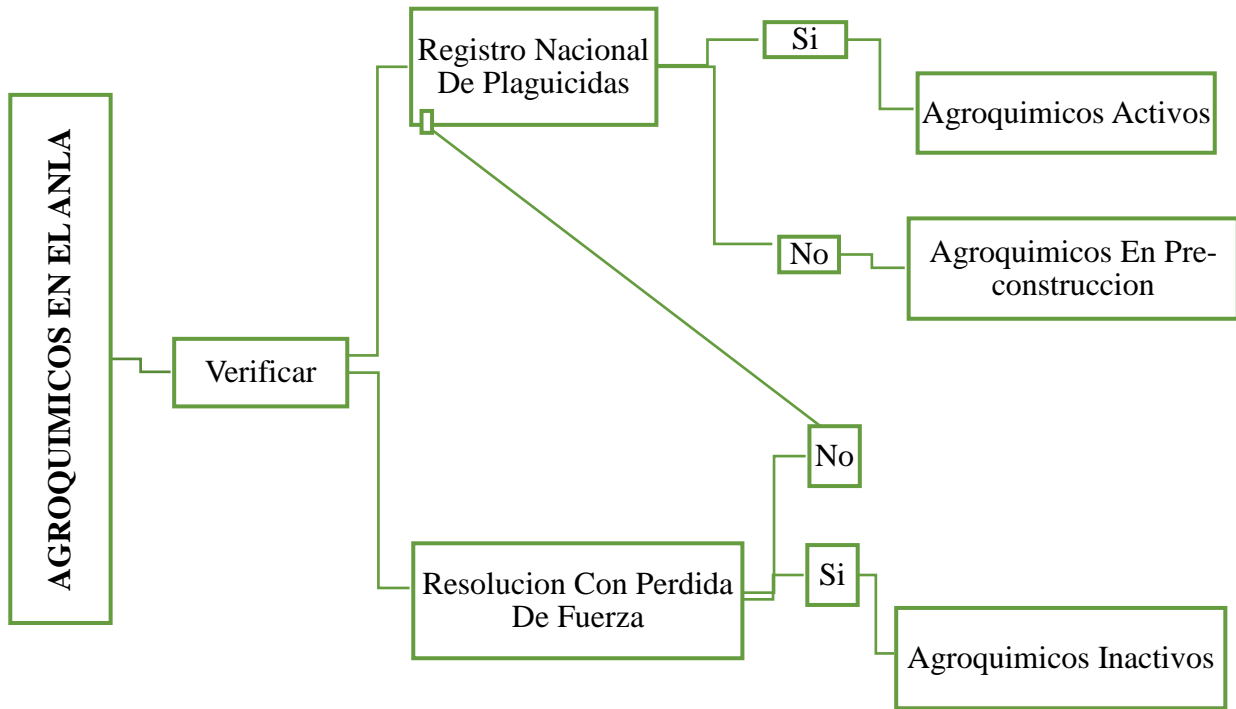 AGROQUIMICOS EN EL ANLA
Verificar
Registro Nacional
De Plaguicidas
Si
Agroquimicos Activos
No
Agroquimicos En Pre-
construccion
Resolucion Con Perdida
De Fuerza
No
Si
Agroquimicos Inactivos